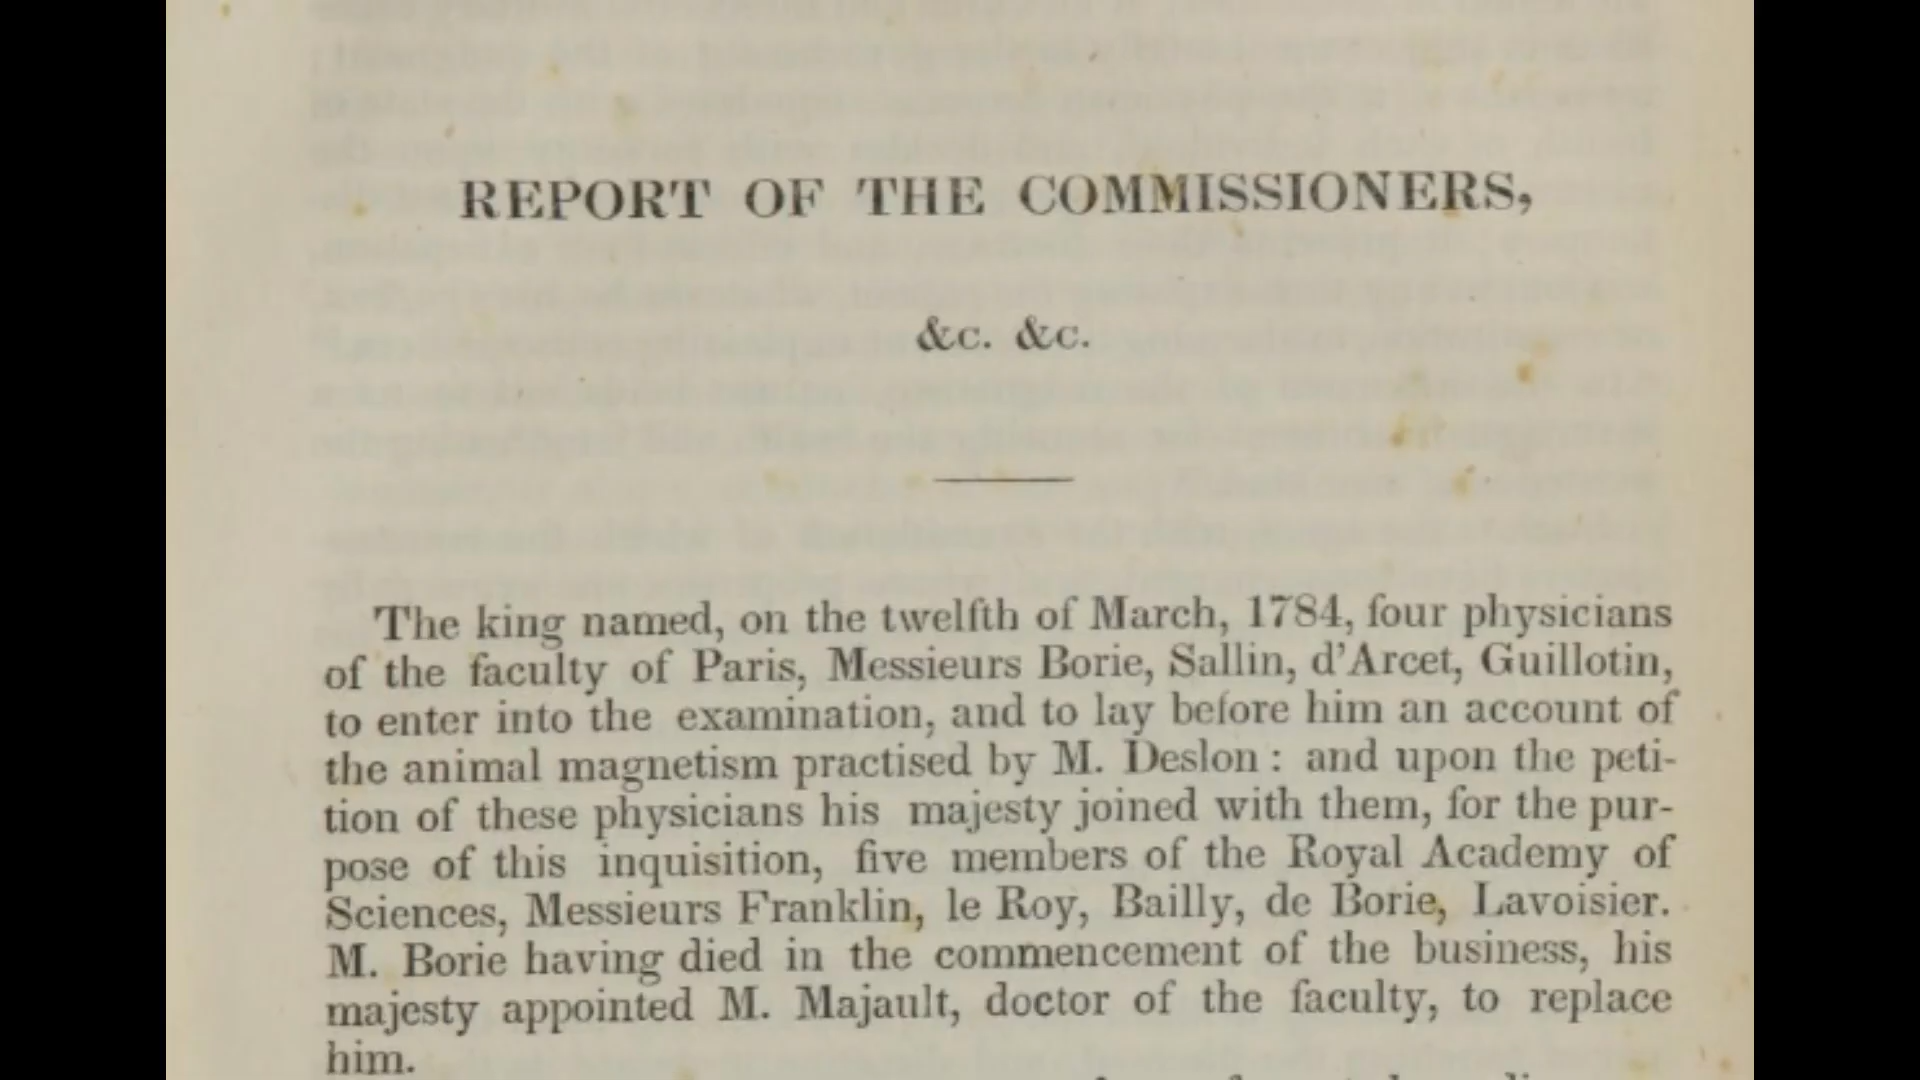 REPORT OF THE COMMISSIONERS,
&c. &c.
The king named, on the twelfth of March, 1784, four physicians
of the faculty of Paris, Messieurs Borie, Sallin, d'Arcet, Guillotin,
to enter into the examination, and to lay before him an account of
the animal magnetism practised by M. Deslon : and upon the peti-
tion of these physicians his majesty joined with them, for the pur-
pose of this inquisition, five members of the Royal Academy of
Sciences, Messieurs Franklin, le Roy, Bailly, de Borie, Lavoisier.
M. Borie having died in the commencement of the business, his
majesty appointed M. Majault, doctor of the faculty, to replace
him.